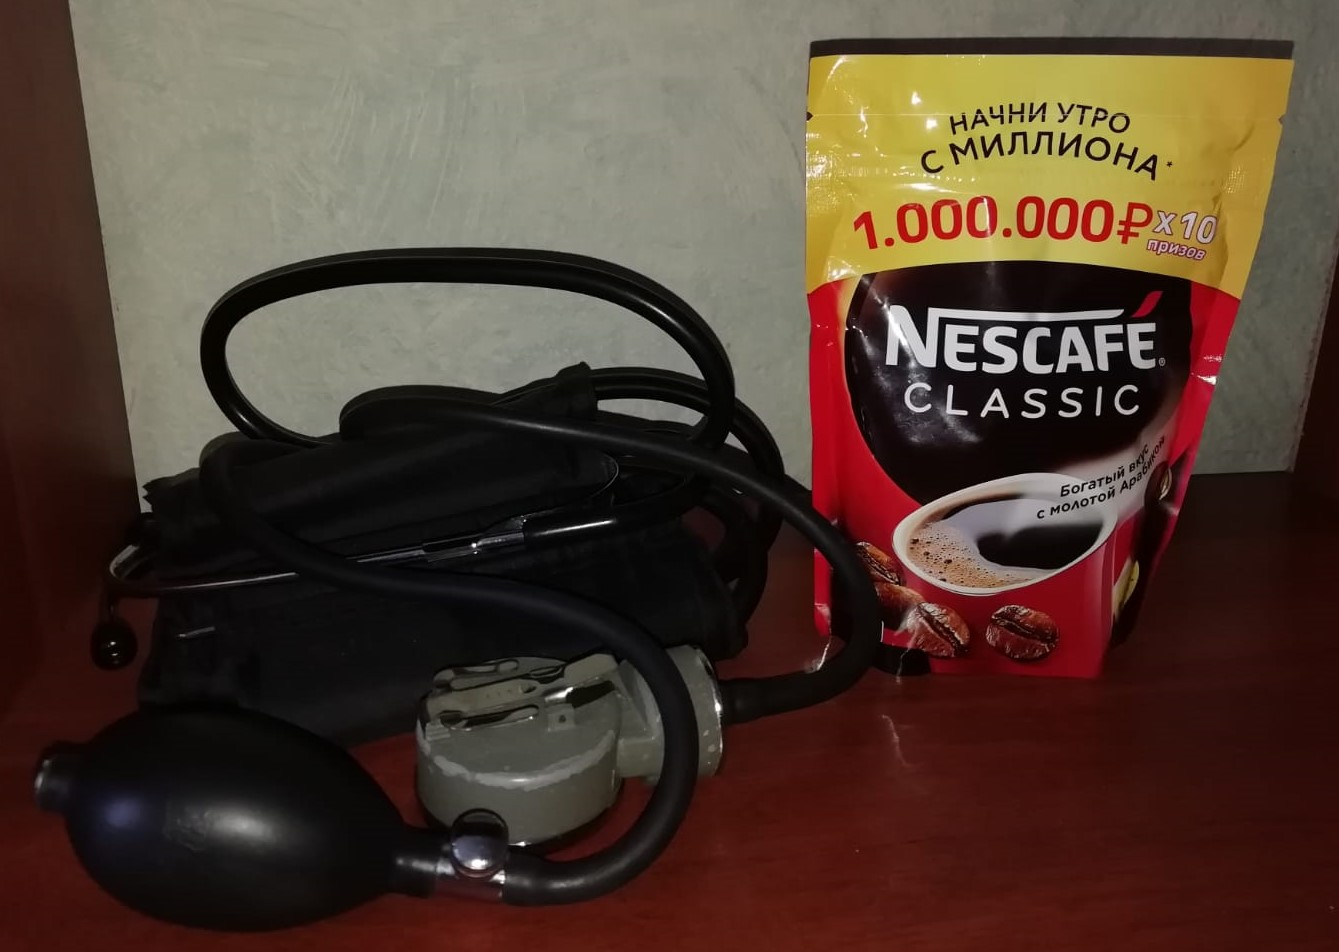 НАЧНИ УТРО
С МИЛЛИОНА*
1.000.000₽ x10
призов
NESCAFÉ®
CLASSIC
Богатый вкус
с молотой Арабикой